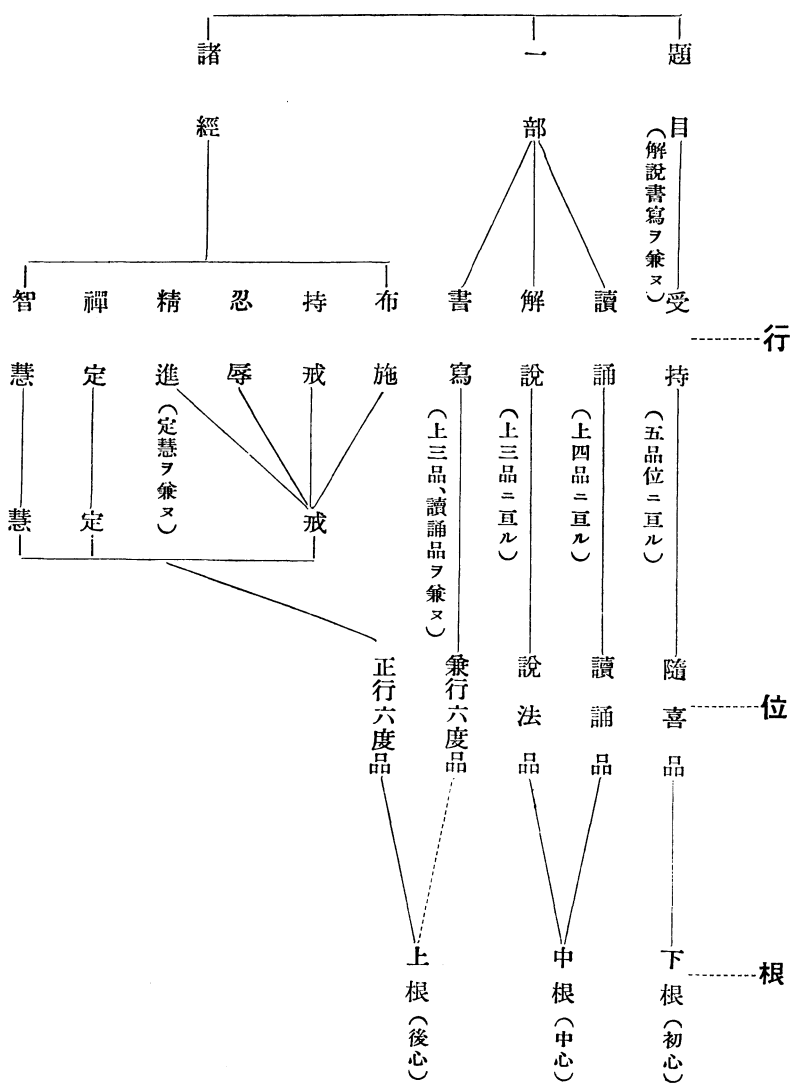 題目
一部
諸經
行
受持
(解說書寫ヲ兼ヌ)
讀誦
解說
書寫
布施
持戒
忍辱
精進
禪定
智慧
(五品位ニ亘ル)
(上四品ニ亘ル)
(上三品ニ亘ル)
(上三品、讀誦品ヲ兼ヌ)
(定慧ヲ兼ヌ)
戒
定
慧
位
隨喜品
讀誦品
說法品
兼行六度品
正行六度品
根
下根(初心)
中根(中心)
上根(後心)